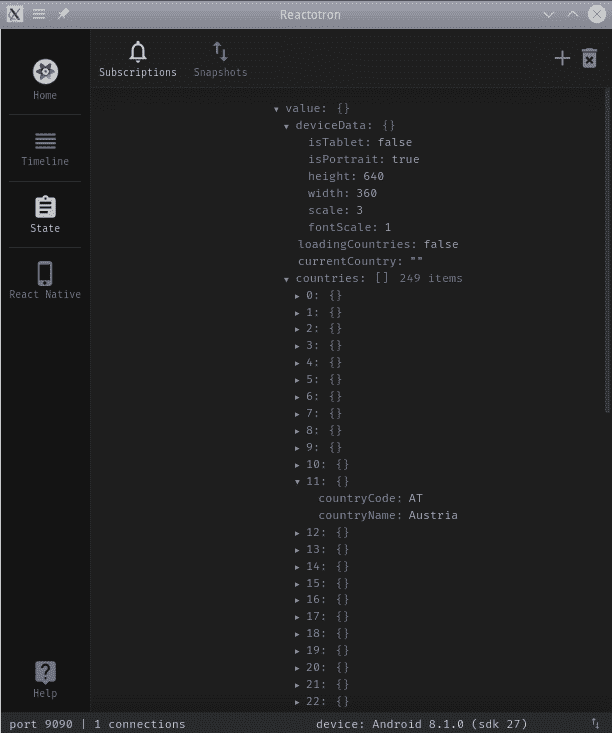 Reactotron
Home
Timeline
State
React Native
Help
Subscriptions
Snapshots
value: {}
deviceData: {}
isTablet: false
isPortrait: true
height: 640
width: 360
scale: 3
fontScale: 1
loadingCountries: false
currentCountry: ""
countries: [] 249 items
0: {}
1: {}
2: {}
3: {}
4: {}
5: {}
6: {}
7: {}
8: {}
9: {}
10: {}
11: {}
countryCode: AT
countryName: Austria
12: {}
13: {}
14: {}
15: {}
16: {}
17: {}
18: {}
19: {}
20: {}
21: {}
22: {}
port 9090 | 1 connections
device: Android 8.1.0 (sdk 27)